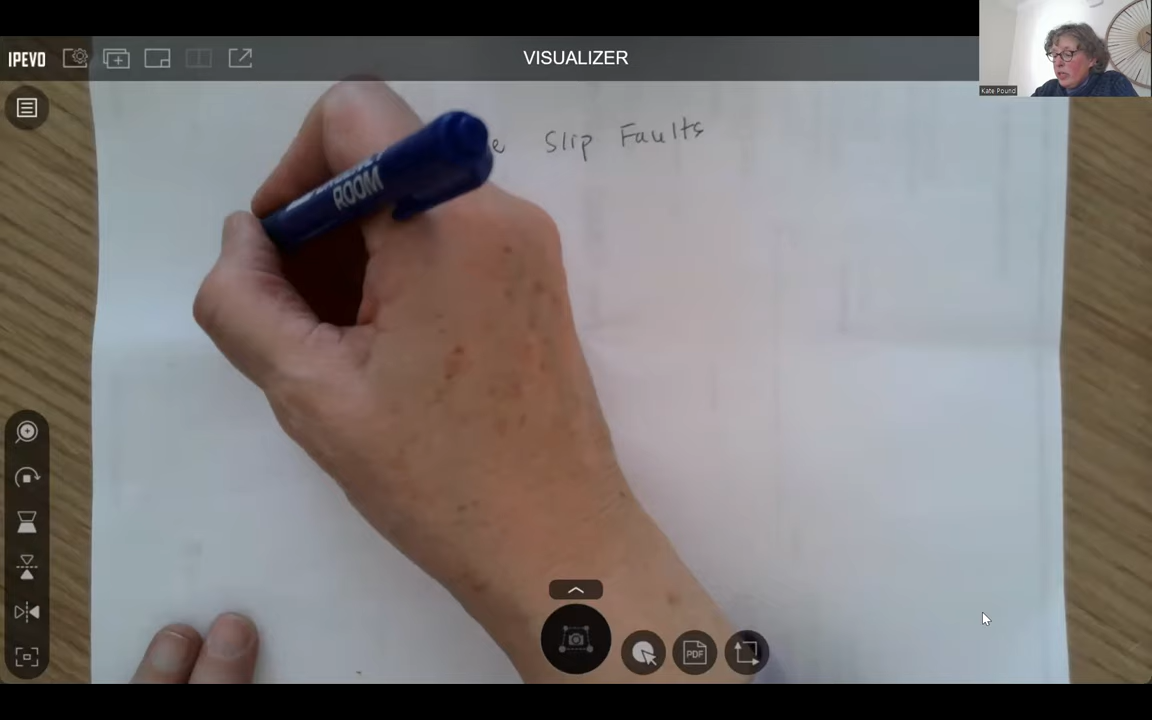 IPEVO
VISUALIZER
Kate Pound
e Slip Faults
ROOM
PDF